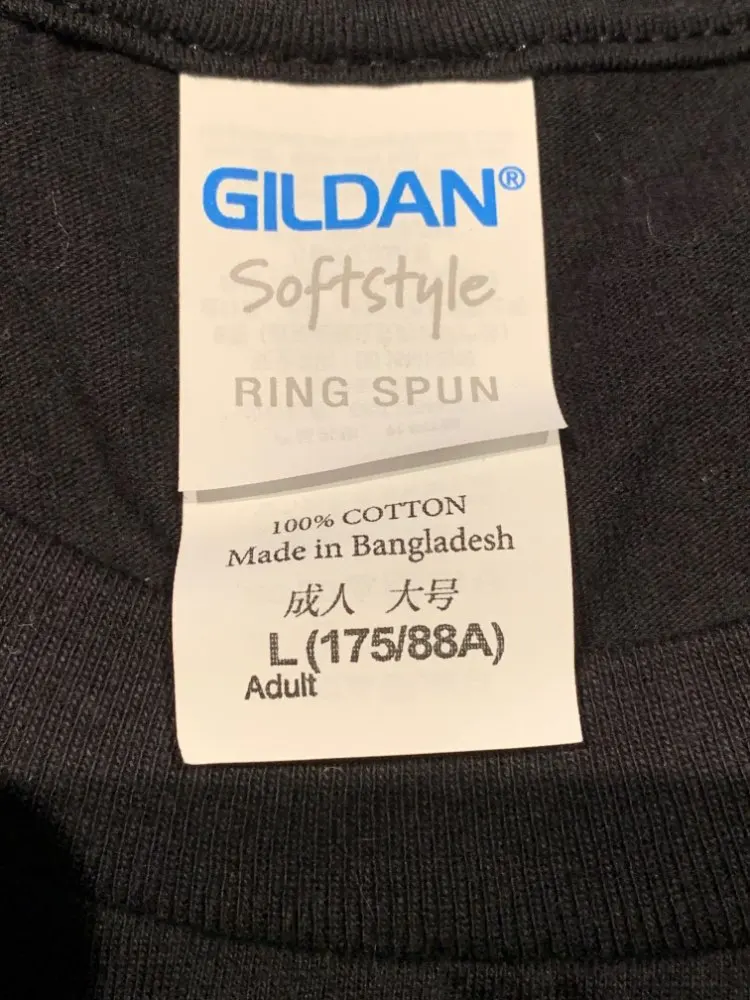 GILDAN®
Softstyle
RING SPUN
100% COTTON
Made in Bangladesh
成人 大号
L (175/88A)
Adult